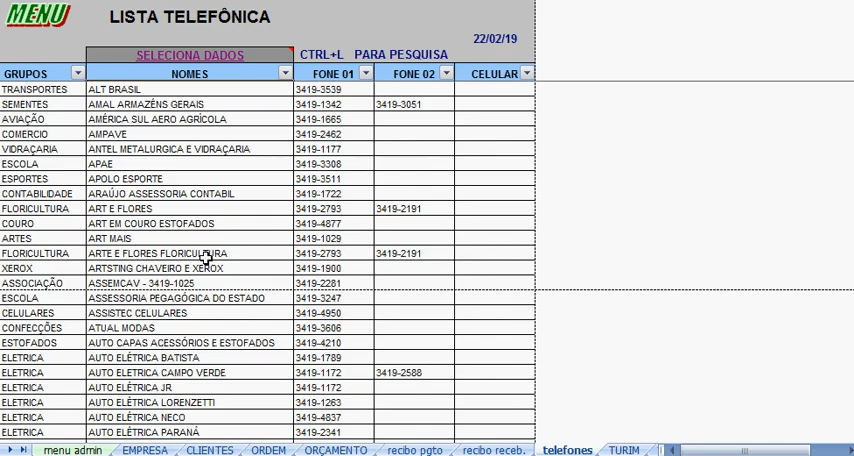 MENU
LISTA TELEFÔNICA
22/02/19
SELECIONA DADOS CTRL+L PARA PESQUISA
GRUPOS NOMES FONE 01 FONE 02 CELULAR
TRANSPORTES ALT BRASIL 3419-3539
SEMENTES AMAL ARMAZÉNS GERAIS 3419-1342 3419-3051
AVIAÇÃO AMÉRICA SUL AERO AGRÍCOLA 3419-1665
COMERCIO AMPAVE 3419-2462
VIDRAÇARIA ANTEL METALURGICA E VIDRAÇARIA 3419-1177
ESCOLA APAE 3419-3308
ESPORTES APOLO ESPORTE 3419-3511
CONTABILIDADE ARAÚJO ASSESSORIA CONTABIL 3419-1722
FLORICULTURA ART E FLORES 3419-2793 3419-2191
COURO ART EM COURO ESTOFADOS 3419-4877
ARTES ART MAIS 3419-1029
FLORICULTURA ARTE E FLORES FLORICULTURA 3419-2793 3419-2191
XEROX ARTSTING CHAVEIRO E XEROX 3419-1900
ASSOCIAÇÃO ASSEMCAV - 3419-1025 3419-2281
ESCOLA ASSESSORIA PEGAGÓGICA DO ESTADO 3419-3247
CELULARES ASSISTEC CELULARES 3419-4950
CONFECÇÕES ATUAL MODAS 3419-3606
ESTOFADOS AUTO CAPAS ACESSÓRIOS E ESTOFADOS 3419-4210
ELETRICA AUTO ELÉTRICA BATISTA 3419-1789
ELETRICA AUTO ELÉTRICA CAMPO VERDE 3419-1172 3419-2588
ELETRICA AUTO ELÉTRICA JR 3419-1172
ELETRICA AUTO ELÉTRICA LORENZETTI 3419-1263
ELETRICA AUTO ELÉTRICA NECO 3419-4837
ELETRICA AUTO ELÉTRICA PARANÁ 3419-2341
menu admin EMPRESA CLIENTES ORDEM ORÇAMENTO recibo pgto recibo receb. telefones TURIM